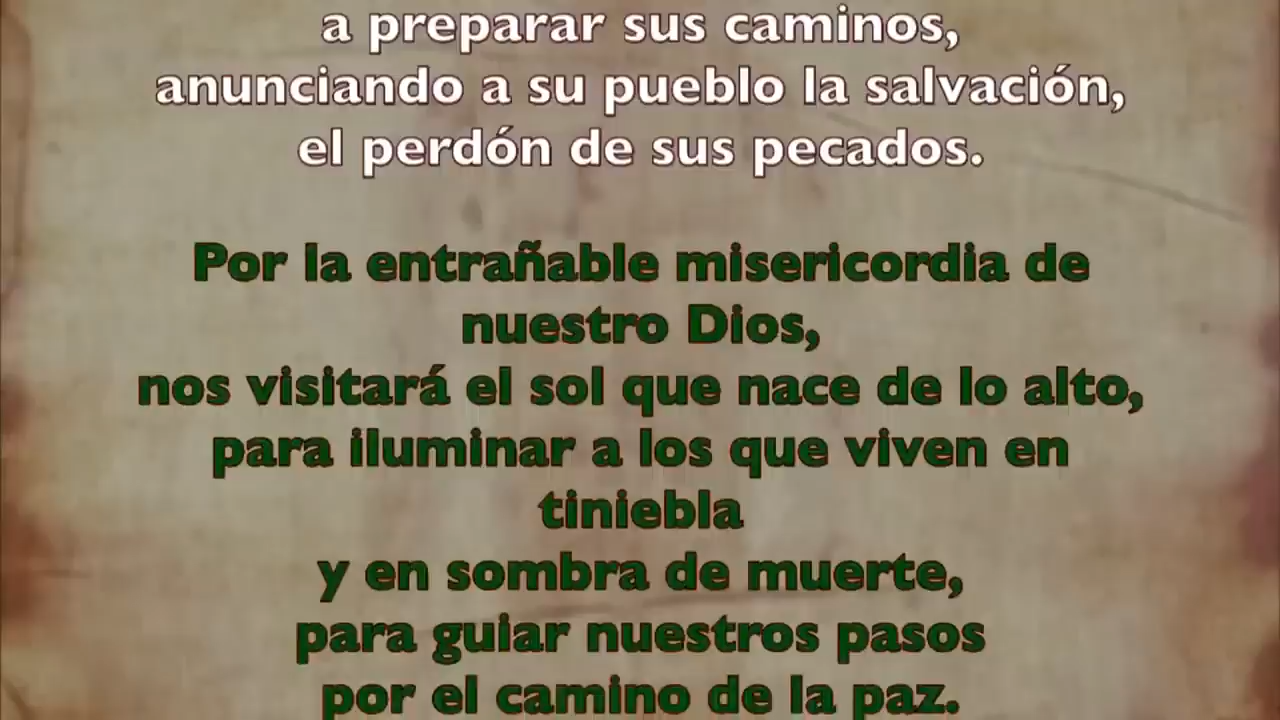 a preparar sus caminos,
anunciando a su pueblo la salvación,
el perdón de sus pecados.
Por la entrañable misericordia de
nuestro Dios,
nos visitará el sol que nace de lo alto,
para iluminar a los que viven en
tiniebla
y en sombra de muerte,
para guiar nuestros pasos
por el camino de la paz.